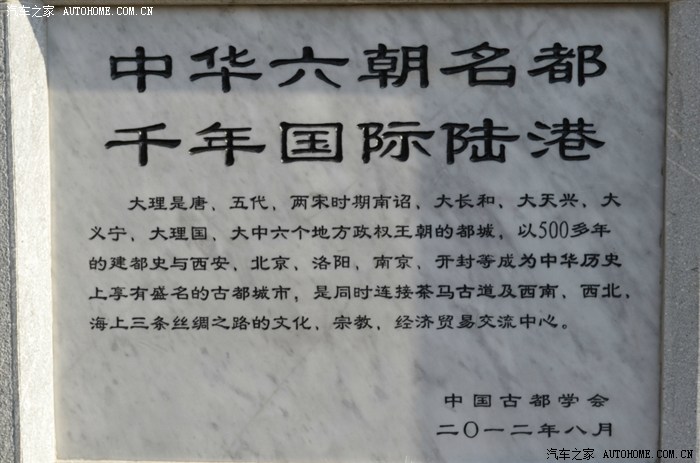 汽车之家 AUTOHOME.COM.CN
中华六朝名都
千年国际陆港
大理是唐、五代、两宋时期南诏、大长和、大天兴、大
义宁、大理国、大中六个地方政权王朝的都城，以500多年
的建都史与西安、北京、洛阳、南京、开封等成为中华历史
上享有盛名的古都城市；是同时连接茶马古道及西南、西北、
海上三条丝绸之路的文化、宗教、经济贸易交流中心。
中国古都学会
二〇一二年八月
汽车之家 AUTOHOME.COM.CN